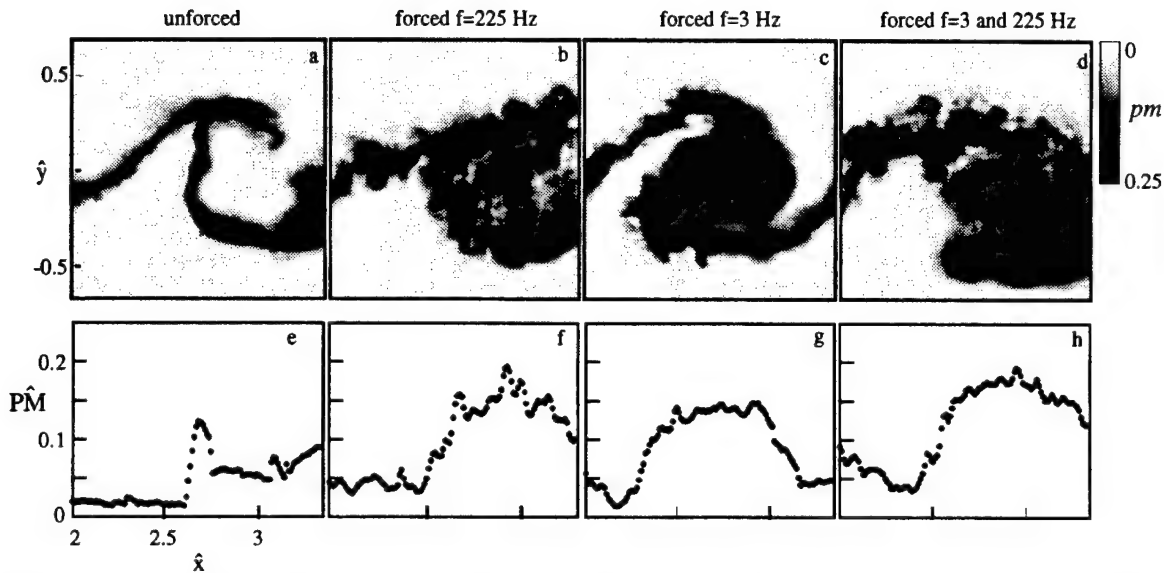 unforced forced f=225 Hz forced f=3 Hz forced f=3 and 225 Hz
a b c d
0.5
0
ŷ
-0.5
0
pm
0.25
e f g h
0.2
PM̂
0.1
0
2 2.5 3
x̂